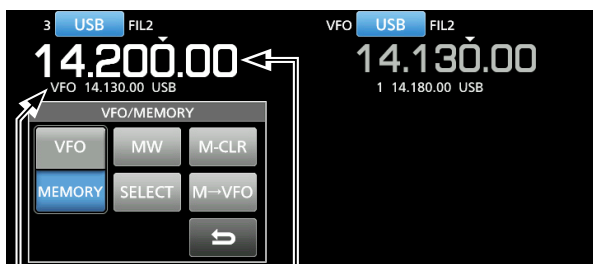 3 USB FIL2
14.200.00
VFO 14.130.00 USB
VFO/MEMORY
VFO MW M-CLR
MEMORY SELECT M→VFO
VFO USB FIL2
14.130.00
1 14.180.00 USB